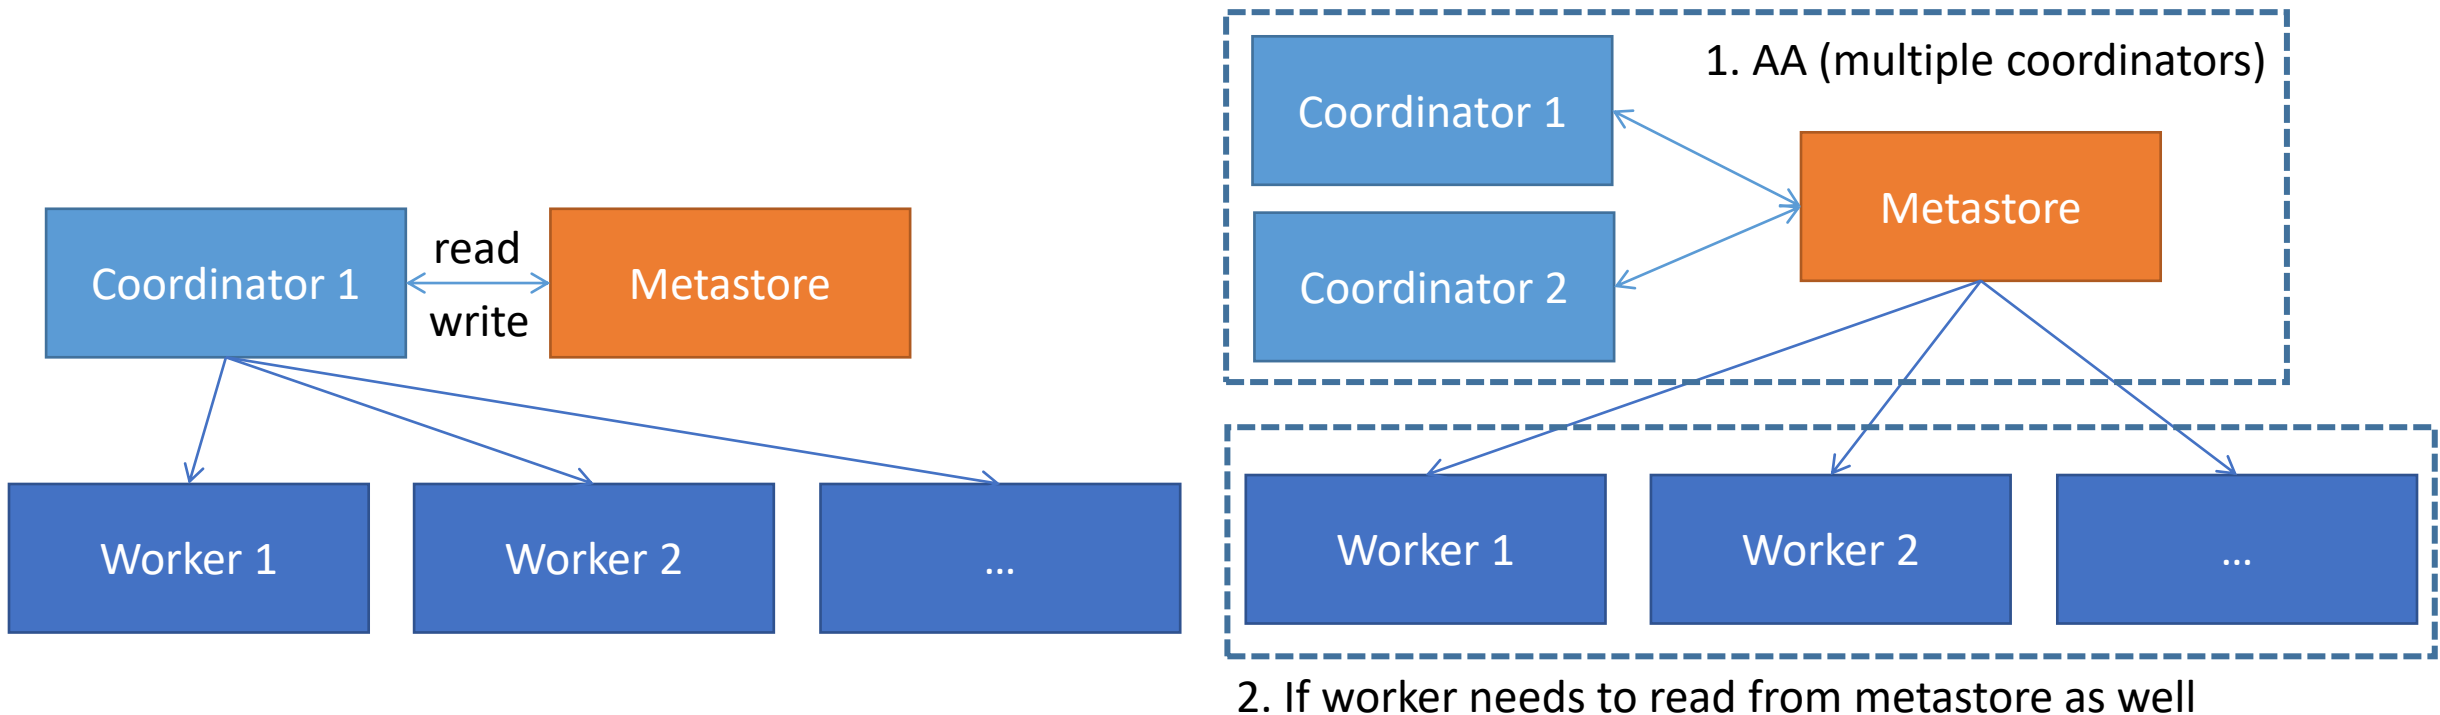 Coordinator 1
read
write
Metastore
Worker 1
Worker 2
...
1. AA (multiple coordinators)
Coordinator 1
Coordinator 2
Metastore
Worker 1
Worker 2
...
2. If worker needs to read from metastore as well